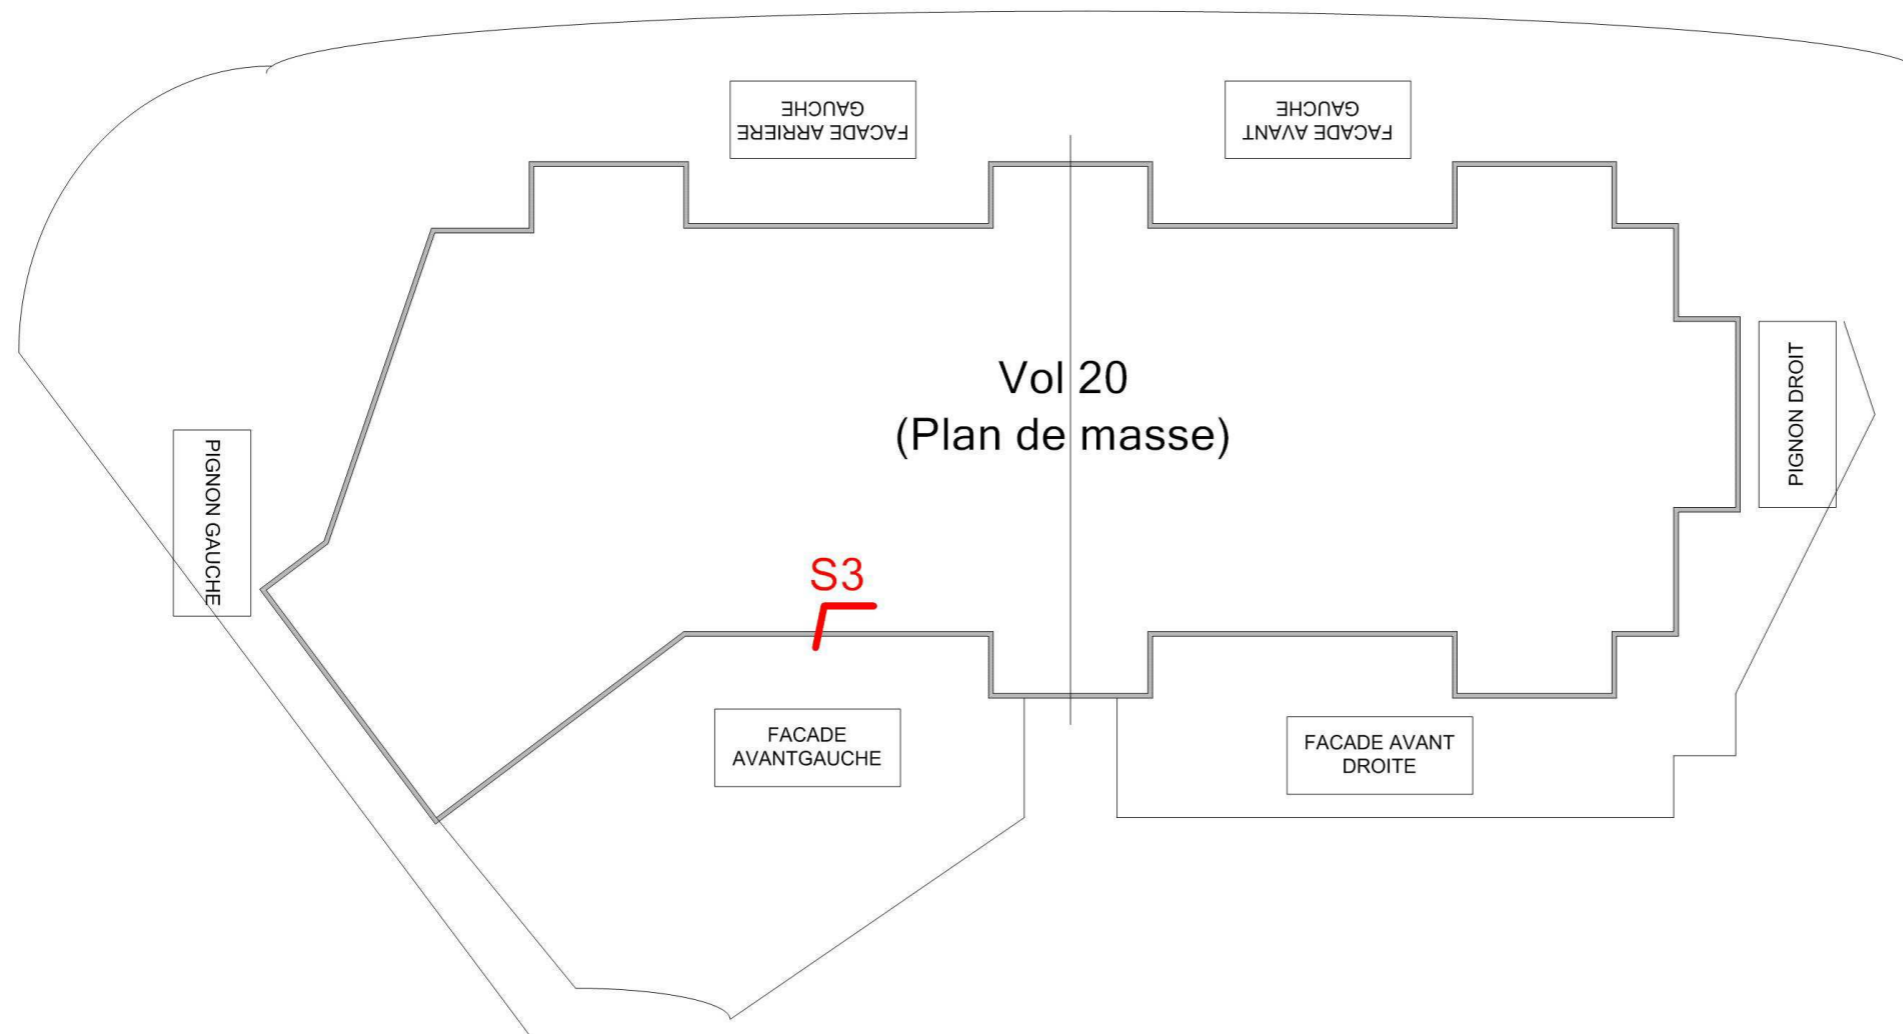 FACADE ARRIERE
GAUCHE
FACADE AVANT
GAUCHE
Vol 20
(Plan de masse)
PIGNON DROIT
PIGNON GAUCHE
S3
FACADE
AVANTGAUCHE
FACADE AVANT
DROITE